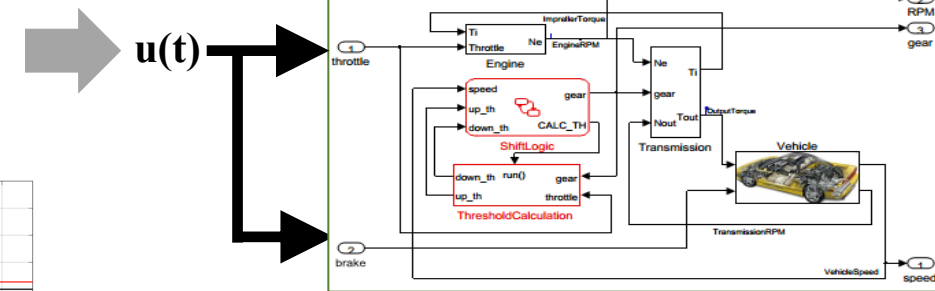 u(t)
1
throttle
2
brake
ImprellerTorque
Ti
Throttle
Ne
Engine
EngineRPM
speed
up_th
down_th
gear
CALC_TH
ShiftLogic
down_th
up_th
run()
gear
throttle
ThresholdCalculation
Ne
gear
Nout
Ti
Tout
Transmission
OutputTorque
Vehicle
TransmissionRPM
VehicleSpeed
RPM
3
gear
1
speed